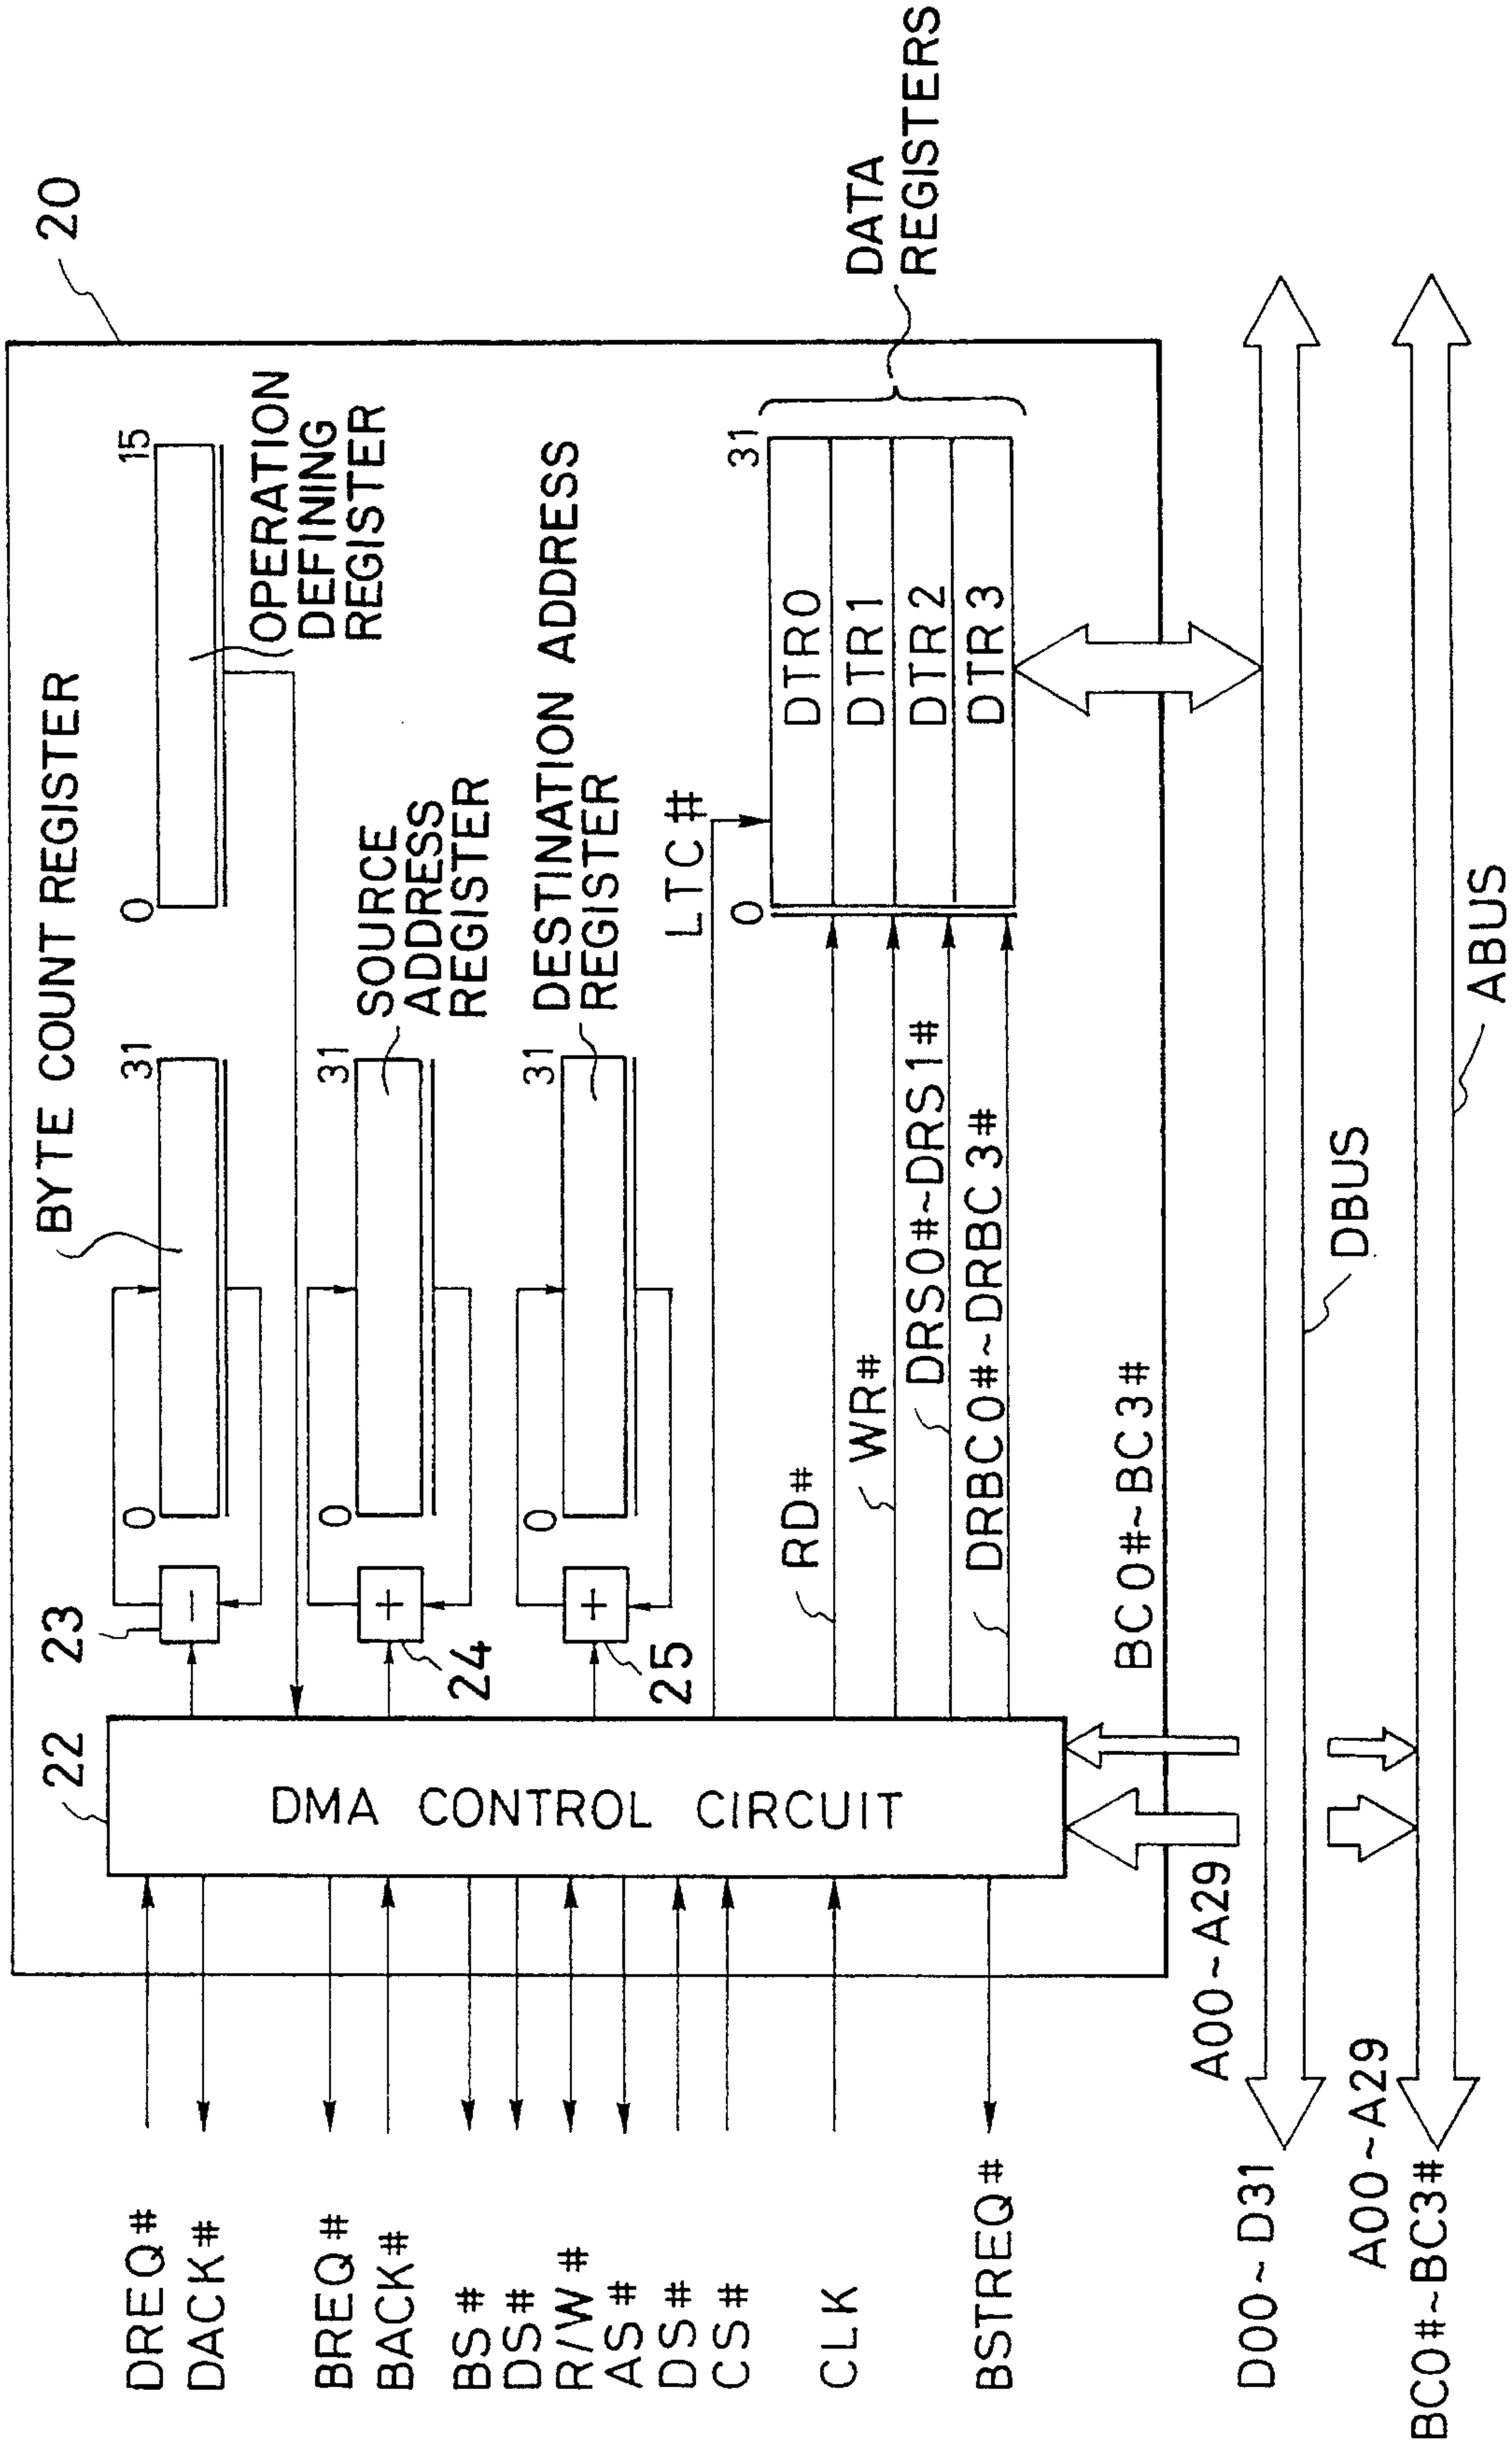 20
BYTE COUNT REGISTER
22
23
0
31
0
15
OPERATION
DEFINING
REGISTER
24
0
31
SOURCE
ADDRESS
REGISTER
25
0
31
DESTINATION ADDRESS
REGISTER
LTC#
0
31
DTR0
DTR1
DTR2
DTR3
DATA
REGISTERS
DMA CONTROL CIRCUIT
RD#
WR#
DRS0#~DRS1#
DRBC0#~DRBC3#
DREQ#
DACK#
BREQ#
BACK#
BS#
DS#
R/W#
AS#
DS#
CS#
CLK
BSTREQ#
BC0#~BC3#
A00~A29
D00~D31
DBUS
A00~A29
BC0#~BC3#
ABUS